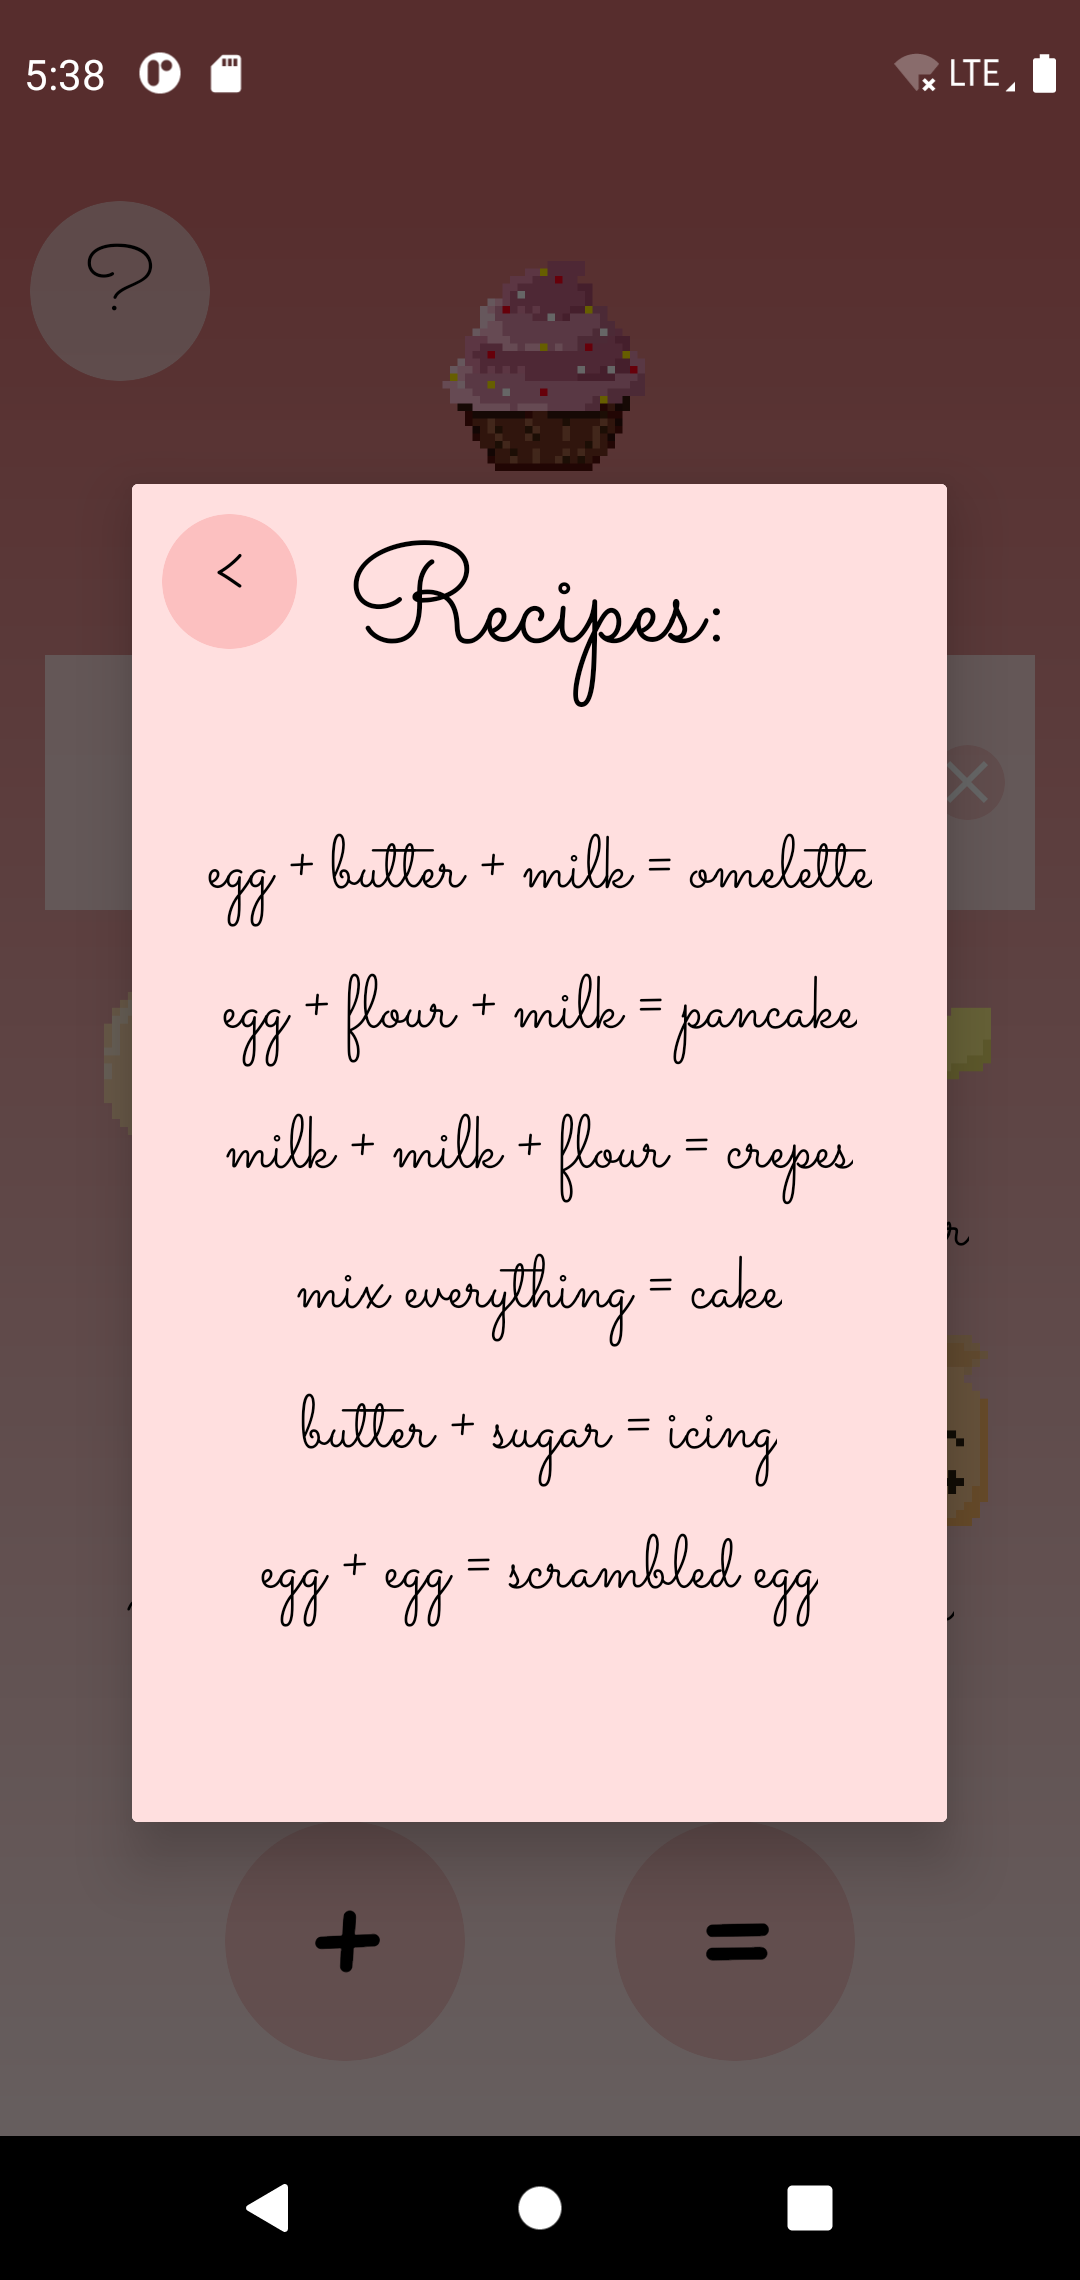 5:38
LTE
?
<
Recipes:
egg + butter + milk = omelette
egg + flour + milk = pancake
milk + milk + flour = crepes
mix everything = cake
butter + sugar = icing
egg + egg = scrambled egg
+
=